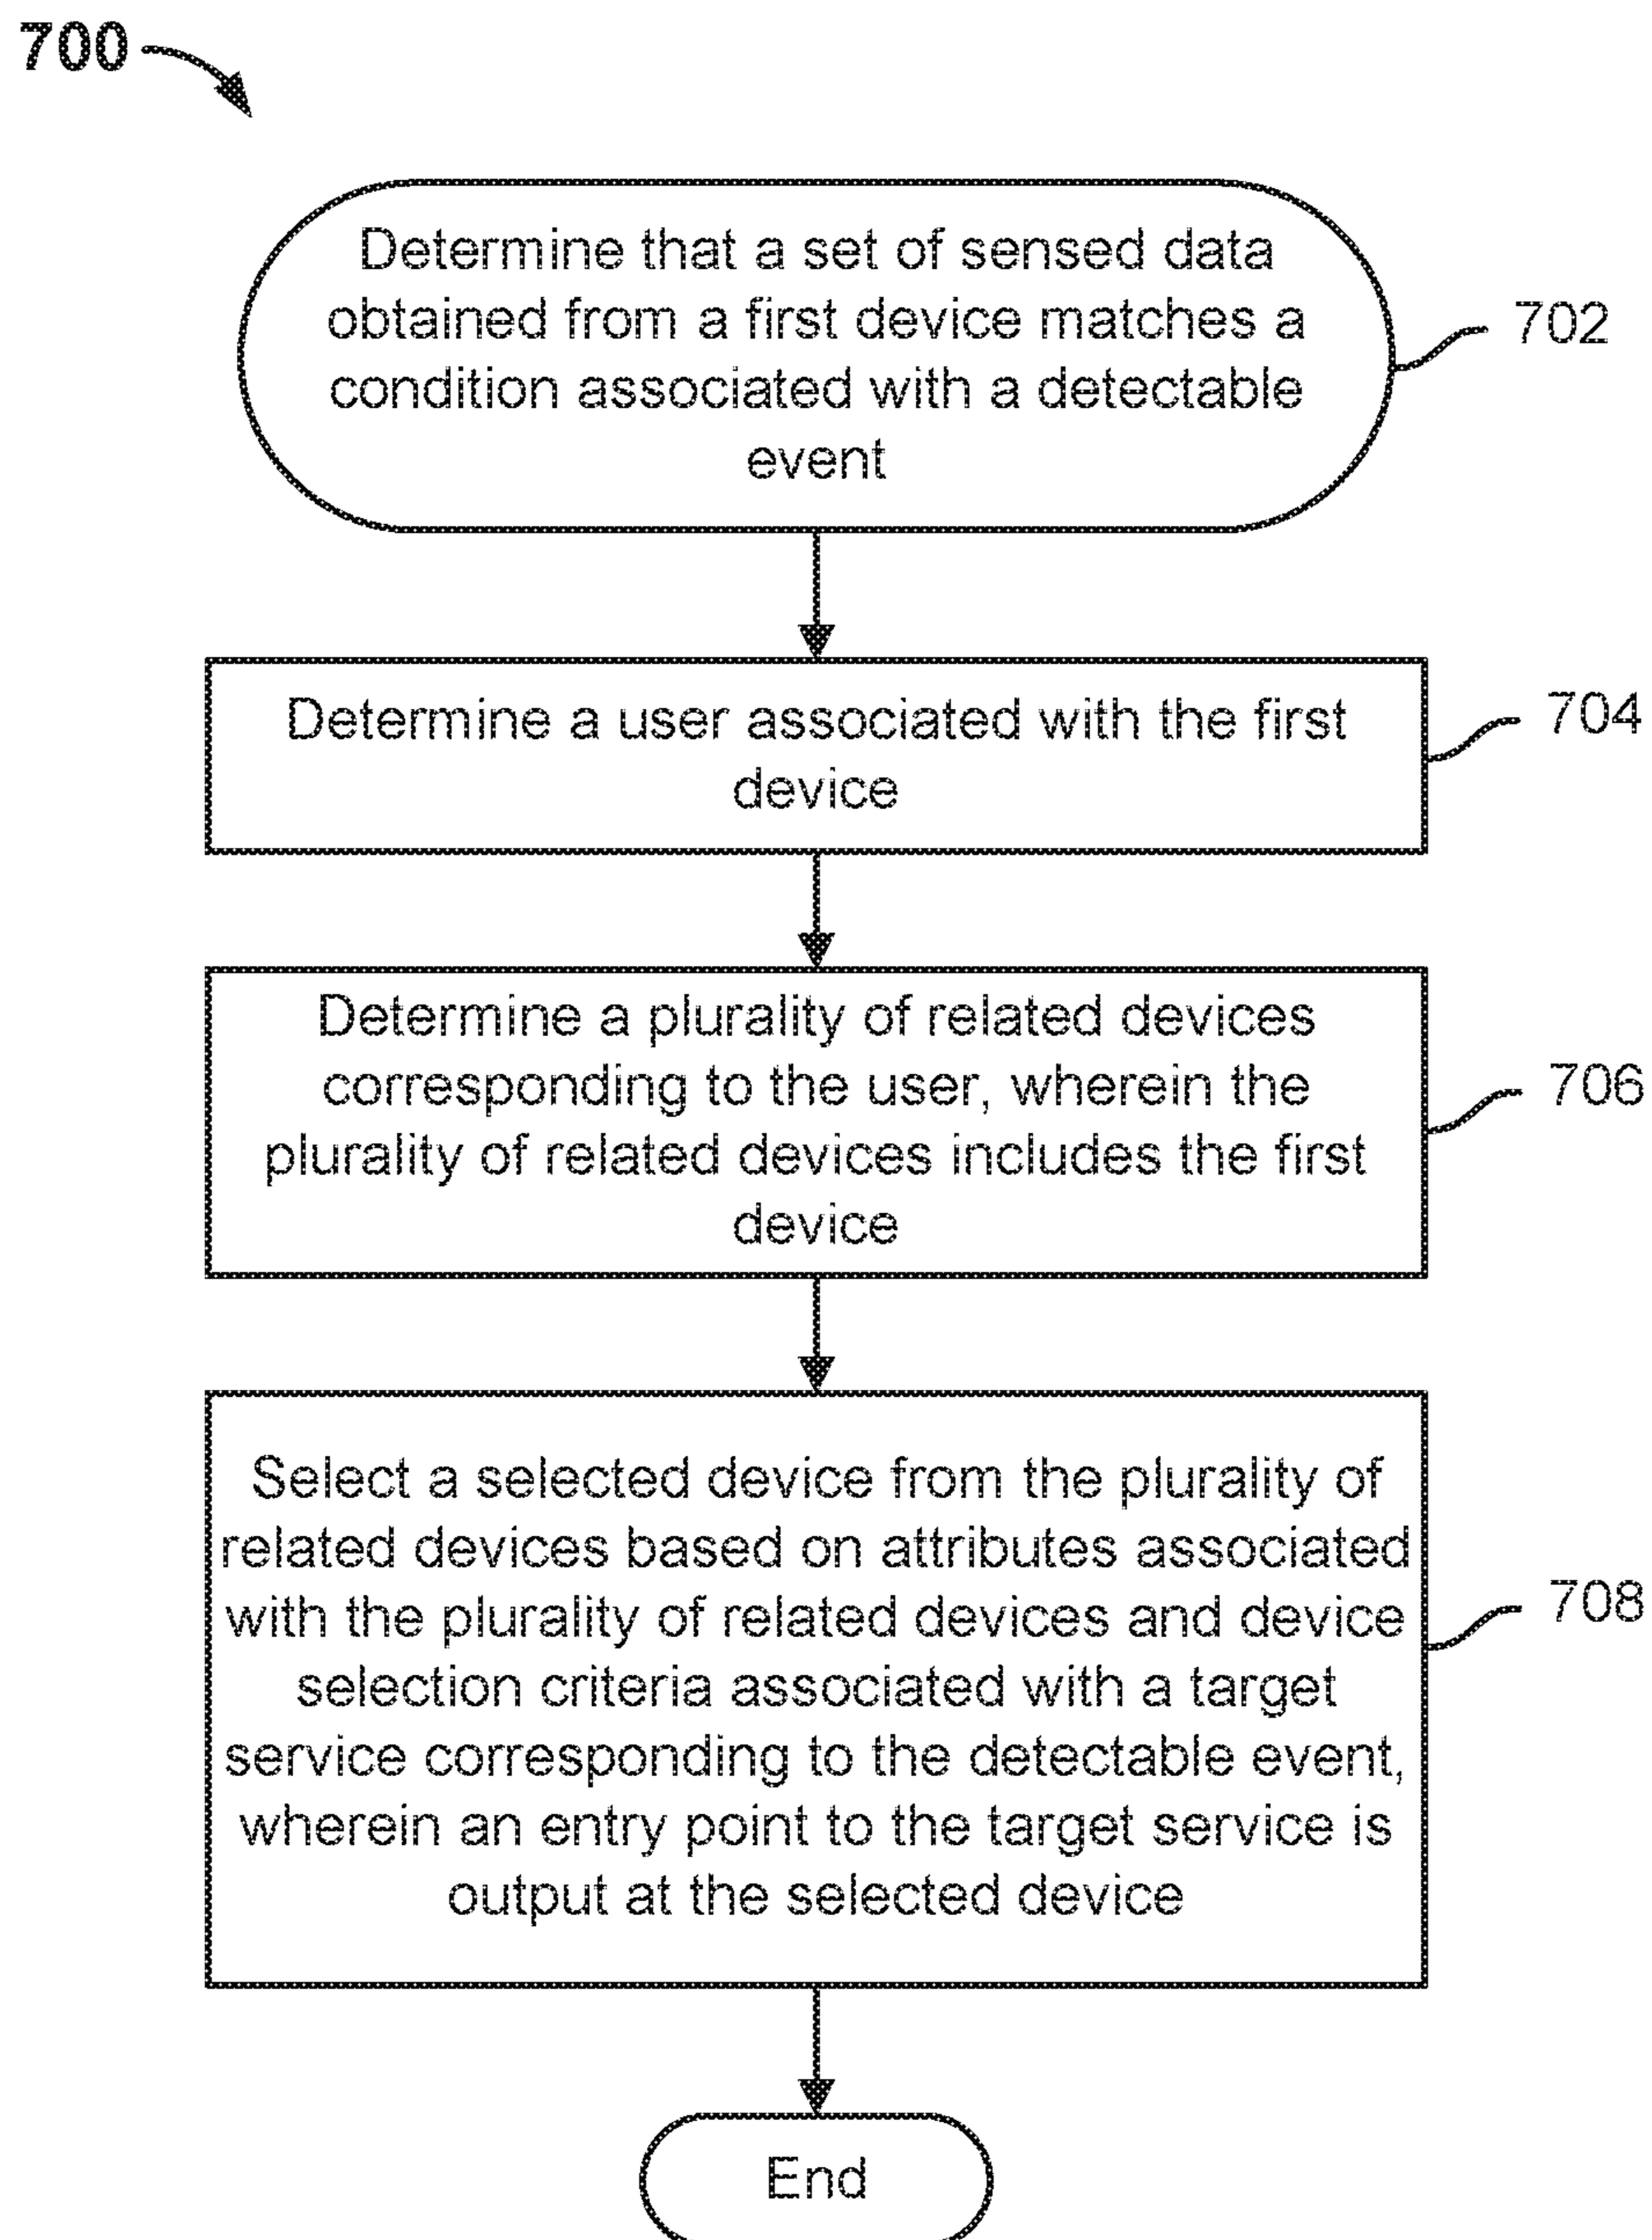 700
Determine that a set of sensed data
obtained from a first device matches a
condition associated with a detectable
event
702
Determine a user associated with the first
device
704
Determine a plurality of related devices
corresponding to the user, wherein the
plurality of related devices includes the first
device
706
Select a selected device from the plurality of
related devices based on attributes associated
with the plurality of related devices and device
selection criteria associated with a target
service corresponding to the detectable event,
wherein an entry point to the target service is
output at the selected device
708
End